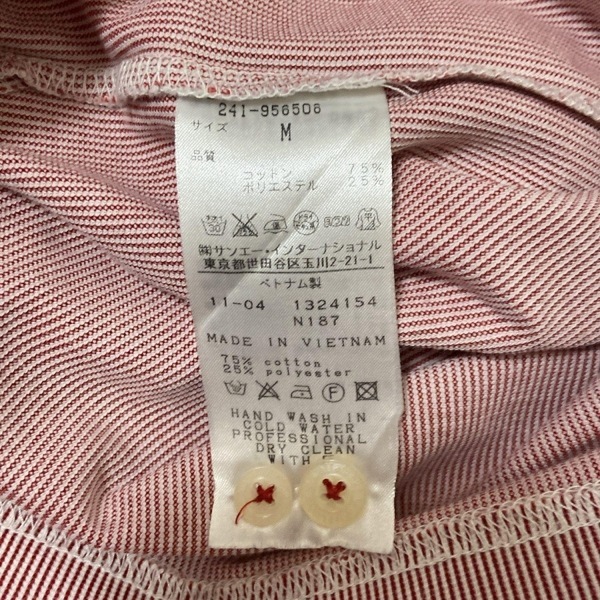 241-956506
サイズ M
品質
コットン 75%
ポリエステル 25%
㈱サンエー・インターナショナル
東京都世田谷区玉川2-21-1
ベトナム製
11-04 1324154
N187
MADE IN VIETNAM
75% cotton
25% polyester
HAND WASH IN
COLD WATER
PROFESSIONAL
DRY CLEAN
WITH